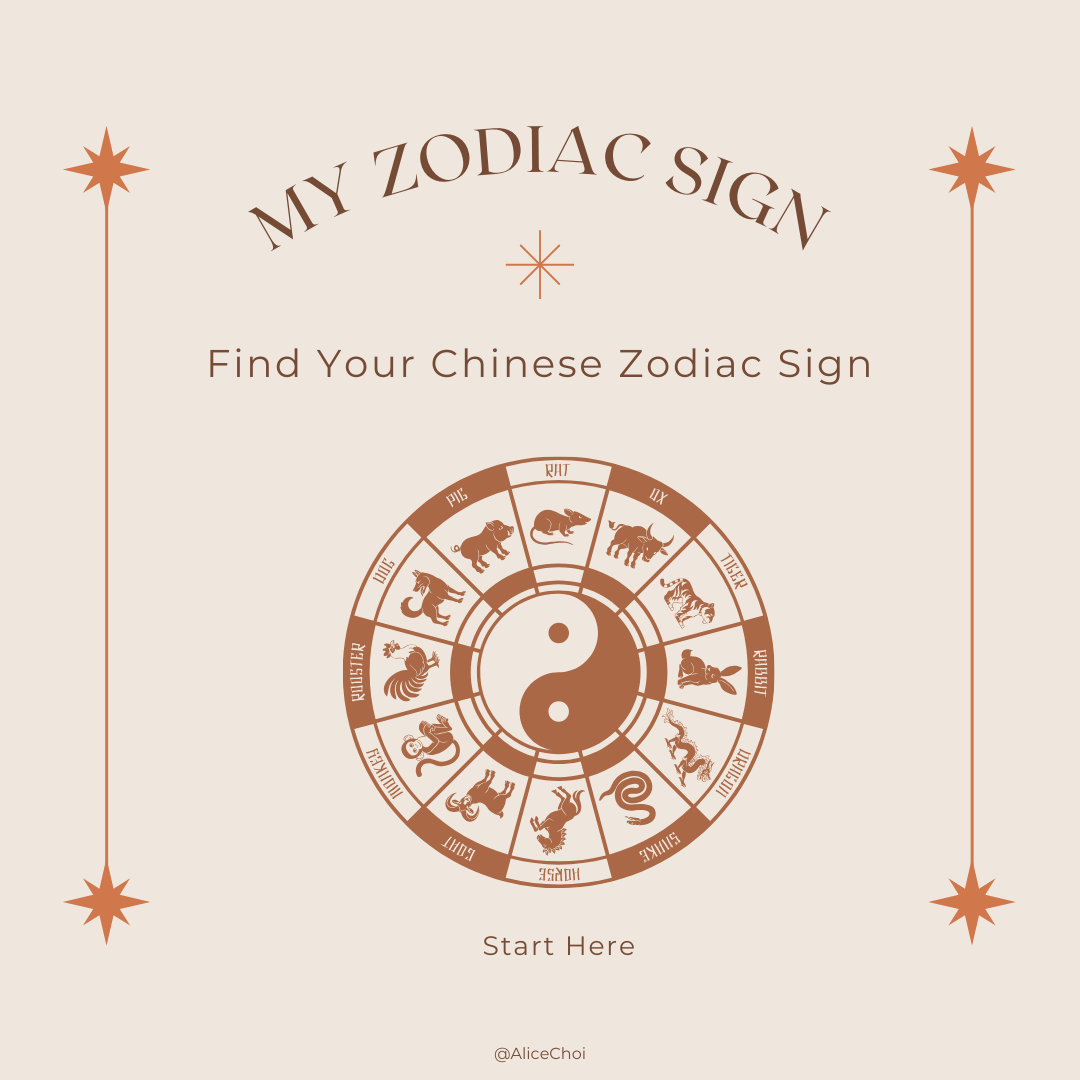 MY ZODIAC SIGN
Find Your Chinese Zodiac Sign
RAT
OX
TIGER
RABBIT
DRAGON
SNAKE
HORSE
GOAT
MONKEY
ROOSTER
DOG
PIG
Start Here
@AliceChoi